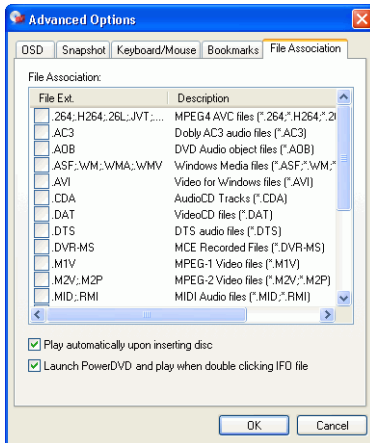 Advanced Options
OSD Snapshot Keyboard/Mouse Bookmarks File Association
File Association:
File Ext. Description
.264;.H264;.26L;.JVT;.... MPEG4 AVC files (*.264;*.H264;*.2
.AC3 Dobly AC3 audio files (*.AC3)
.AOB DVD Audio object files (*.AOB)
.ASF;.WM;.WMA;.WMV Windows Media files (*.ASF;*.WM;*
.AVI Video for Windows files (*.AVI)
.CDA AudioCD Tracks (*.CDA)
.DAT VideoCD files (*.DAT)
.DTS DTS audio files (*.DTS)
.DVR-MS MCE Recorded Files (*.DVR-MS)
.M1V MPEG-1 Video files (*.M1V)
.M2V;.M2P MPEG-2 Video files (*.M2V;*.M2P)
.MID;.RMI MIDI Audio files (*.MID;*.RMI)
Play automatically upon inserting disc
Launch PowerDVD and play when double clicking IFO file
OK Cancel